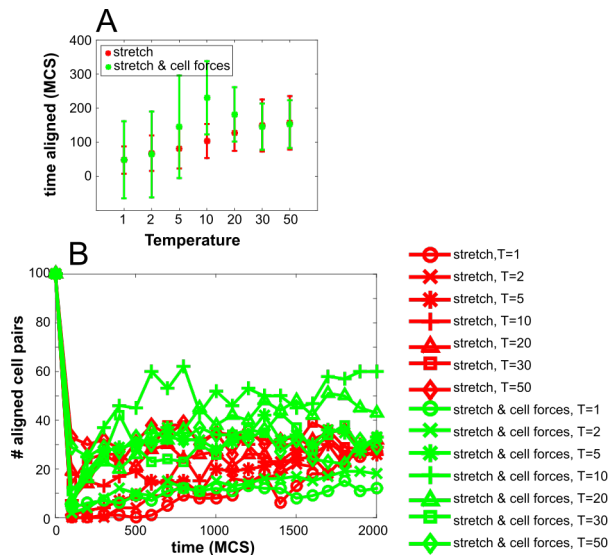 A
stretch
stretch & cell forces
time aligned (MCS)
400
300
200
100
0
1 2 5 10 20 30 50
Temperature
B
# aligned cell pairs
100
80
60
40
20
0
0 500 1000 1500 2000
time (MCS)
stretch,T=1
stretch, T=2
stretch, T=5
stretch, T=10
stretch, T=20
stretch, T=30
stretch, T=50
stretch & cell forces, T=1
stretch & cell forces, T=2
stretch & cell forces, T=5
stretch & cell forces, T=10
stretch & cell forces, T=20
stretch & cell forces, T=30
stretch & cell forces, T=50